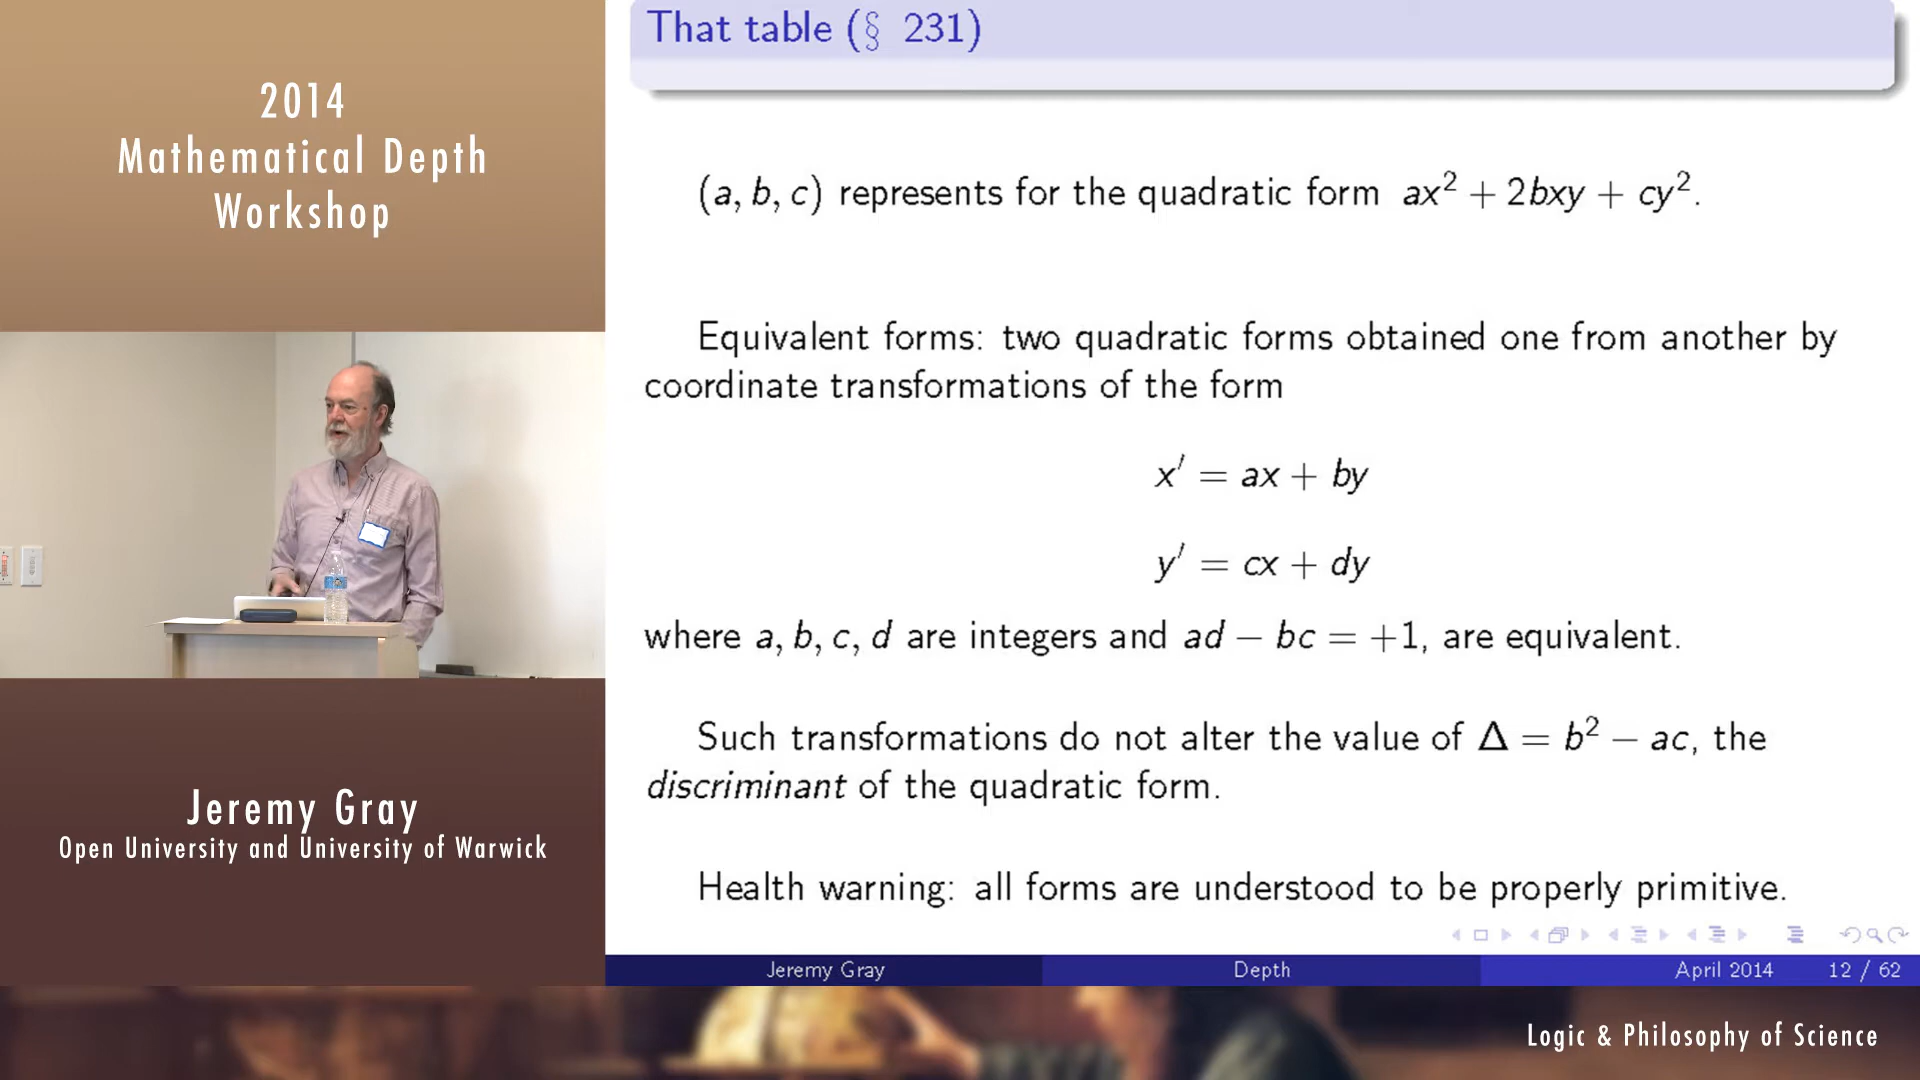 2014
Mathematical Depth
Workshop
Jeremy Gray
Open University and University of Warwick
That table (§ 231)
(a, b, c) represents for the quadratic form ax² + 2bxy + cy².
Equivalent forms: two quadratic forms obtained one from another by
coordinate transformations of the form
x′ = ax + by
y′ = cx + dy
where a, b, c, d are integers and ad − bc = +1, are equivalent.
Such transformations do not alter the value of Δ = b² − ac, the
discriminant of the quadratic form.
Health warning: all forms are understood to be properly primitive.
Jeremy Gray Depth April 2014 12 / 62
Logic & Philosophy of Science